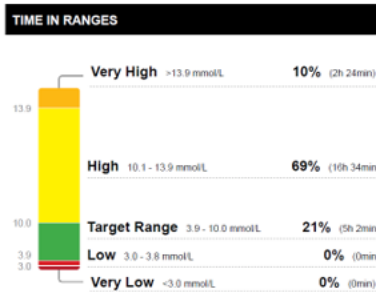 TIME IN RANGES
Very High >13.9 mmol/L 10% (2h 24min)
13.9
High 10.1 - 13.9 mmol/L 69% (16h 34min
10.0
Target Range 3.9 - 10.0 mmol/L 21% (5h 2min
3.9
Low 3.0 - 3.8 mmol/L 0% (0min
3.0
Very Low <3.0 mmol/L 0% (0min)